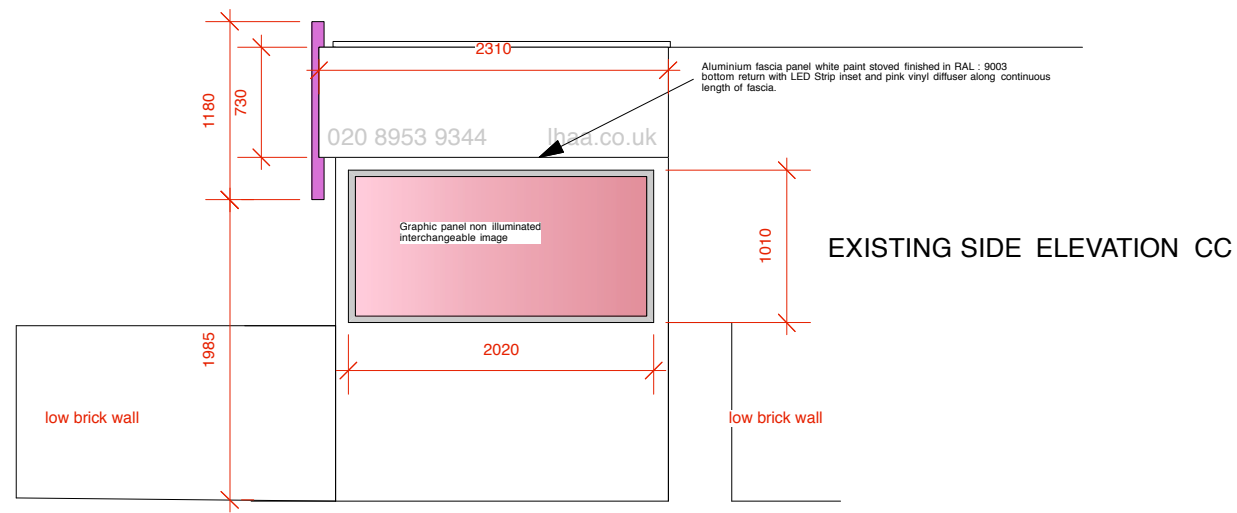 2310
Aluminium fascia panel white paint stoved finished in RAL : 9003
bottom return with LED Strip inset and pink vinyl diffuser along continuous
length of fascia.
1180
730
020 8953 9344 lhaa.co.uk
Graphic panel non illuminated
interchangeable image
1010
EXISTING SIDE ELEVATION CC
1985
2020
low brick wall
low brick wall